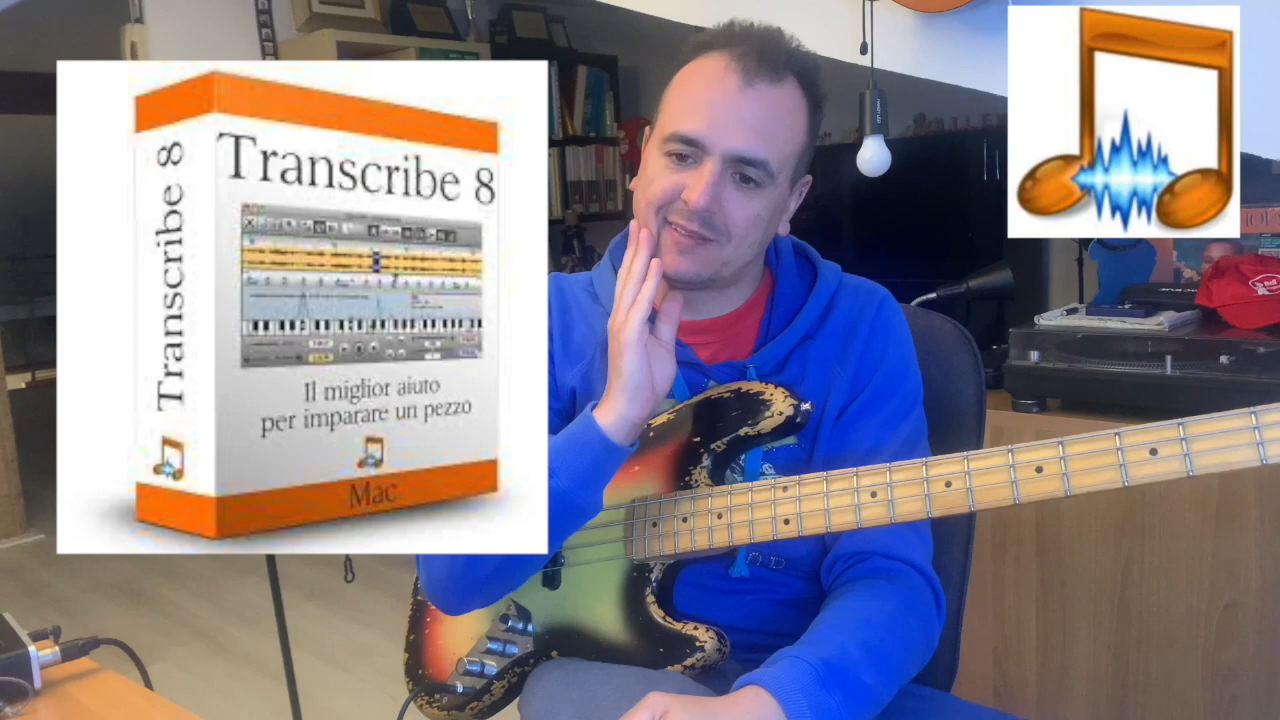 Transcribe 8
Transcribe 8
Il miglior aiuto
per imparare un pezzo
Mac